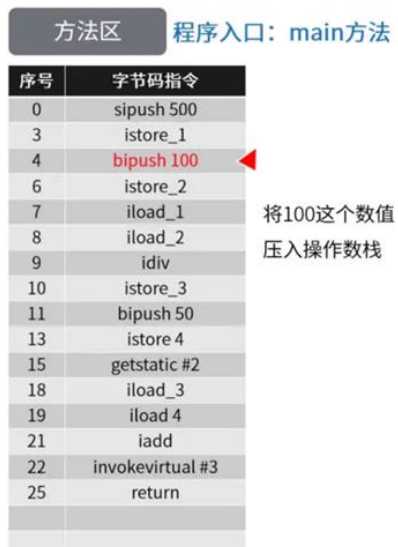 方法区 程序入口：main方法
序号 字节码指令
0 sipush 500
3 istore_1
4 bipush 100
6 istore_2
7 iload_1
将100这个数值
8 iload_2
压入操作数栈
9 idiv
10 istore_3
11 bipush 50
13 istore 4
15 getstatic #2
18 iload_3
19 iload 4
21 iadd
22 invokevirtual #3
25 return